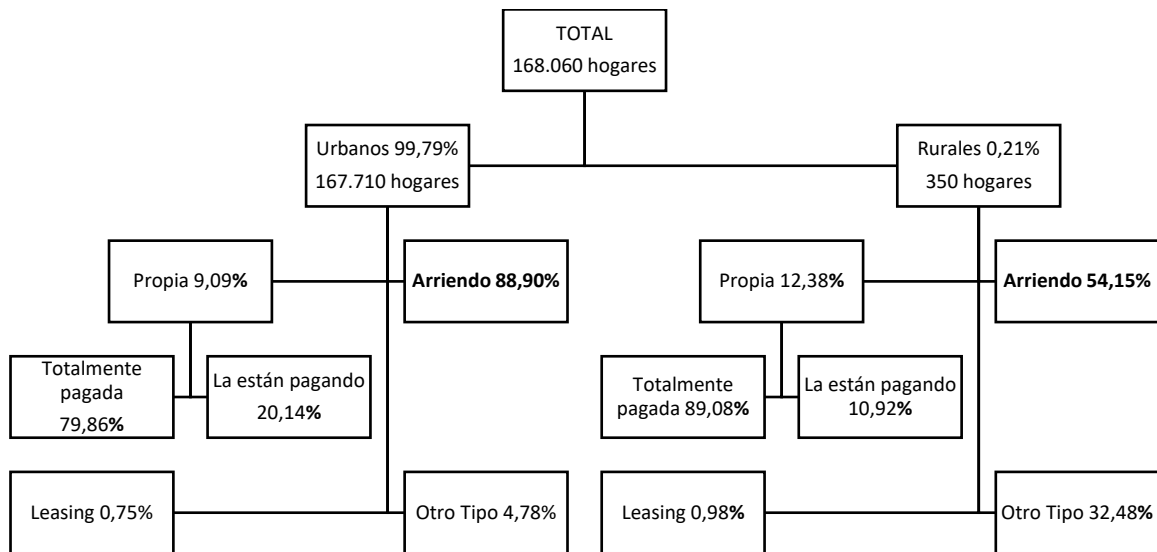 TOTAL
168.060 hogares
Urbanos 99,79%
167.710 hogares
Rurales 0,21%
350 hogares
Propia 9,09%
Arriendo 88,90%
Propia 12,38%
Arriendo 54,15%
Totalmente
pagada
79,86%
La están pagando
20,14%
Totalmente
pagada 89,08%
La están pagando
10,92%
Leasing 0,75%
Otro Tipo 4,78%
Leasing 0,98%
Otro Tipo 32,48%